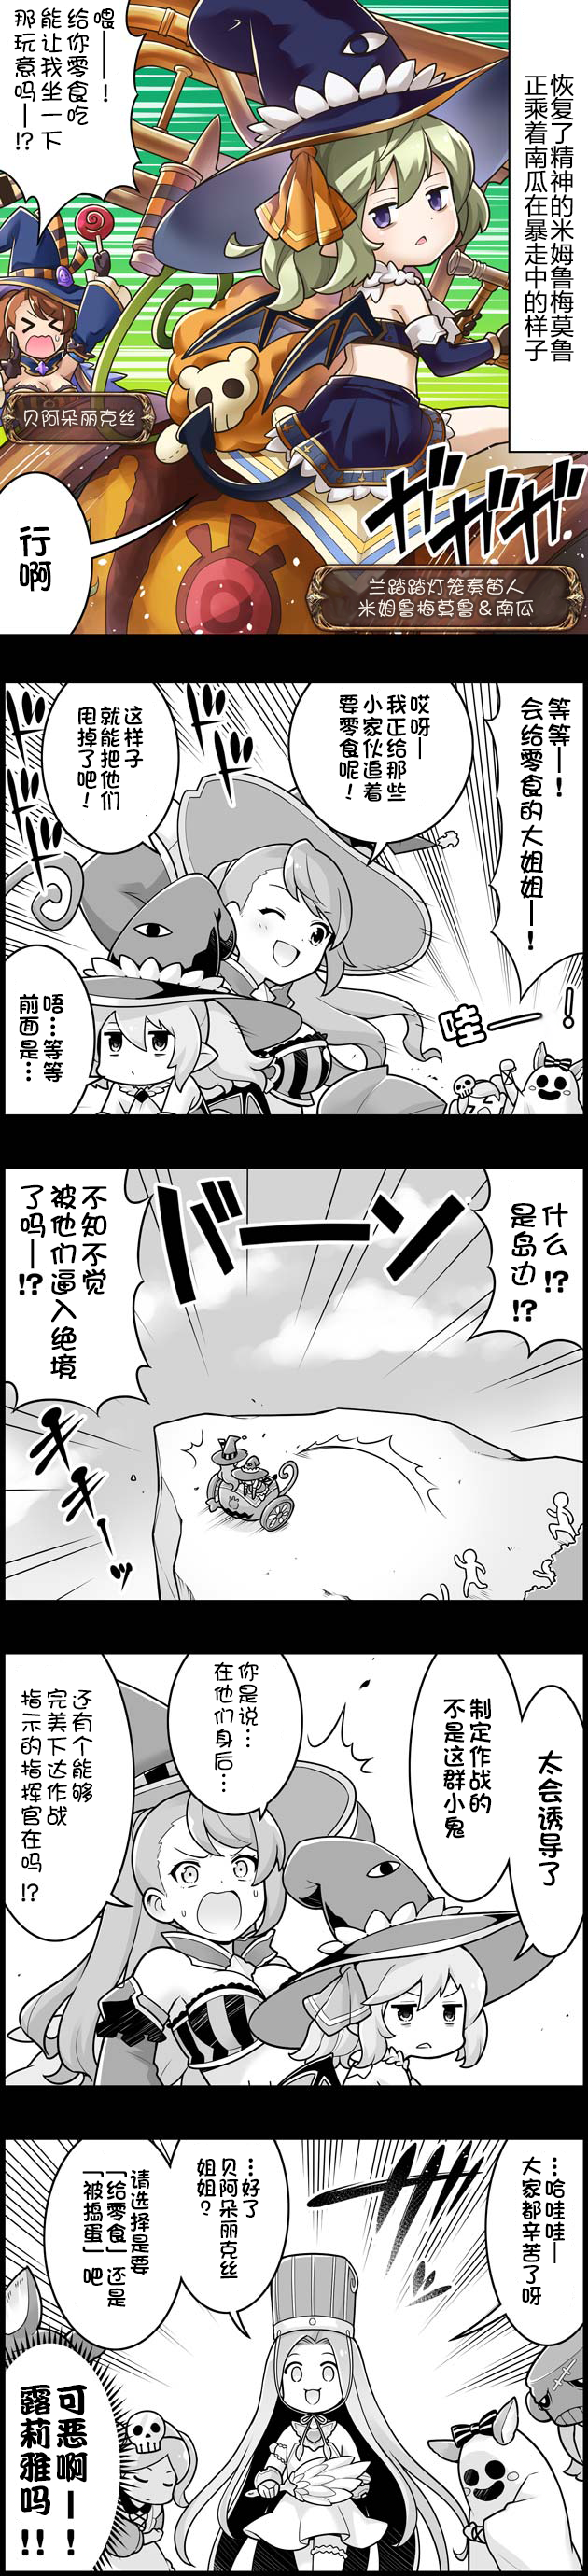 恢复了精神的米姆鲁梅莫鲁
正乘着南瓜在暴走中的样子
喂——！
给你零食吃
能让我坐一下
那玩意吗—!?
贝阿朵丽克丝
行啊
ガガガ
兰踏踏灯笼奏笛人
米姆鲁梅莫鲁＆南瓜
等等—！
会给零食的大姐姐—！
哎呀—
我正给那些
小家伙追着
要零食呢！
这样子
就能把他们
甩掉了吧！
ドドド
ドドド
哇——！
唔…等等
前面是…
什么!?
是岛边!?
ドーン
不知不觉
被他们逼入绝境
了吗—!?
キキーッ
太会诱导了
制定作战的
不是这群小鬼
你是说…
在他们身后…
还有个能够
完美下达作战
指示的指挥官在吗!?
…哈哇哇—
大家都辛苦了呀
…好了
贝阿朵丽克丝
姐姐？
请选择是要
「给零食」还是
「被捣蛋」吧
可恶啊—！
露莉雅吗!!